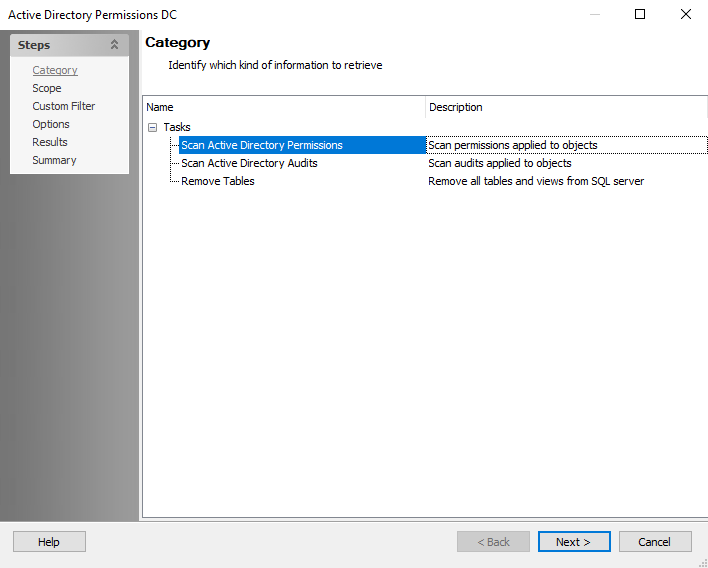 Active Directory Permissions DC
Steps
Category
Scope
Custom Filter
Options
Results
Summary
Category
Identify which kind of information to retrieve
Name Description
Tasks
Scan Active Directory Permissions Scan permissions applied to objects
Scan Active Directory Audits Scan audits applied to objects
Remove Tables Remove all tables and views from SQL server
Help < Back Next > Cancel